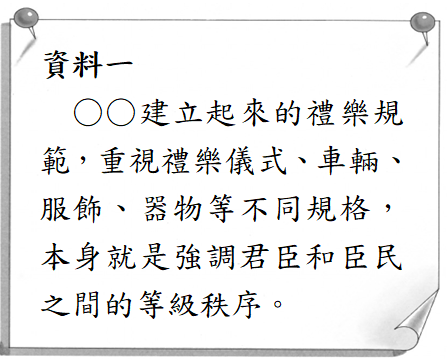 資料一
○○建立起來的禮樂規
範，重視禮樂儀式、車輛、
服飾、器物等不同規格，
本身就是強調君臣和臣民
之間的等級秩序。